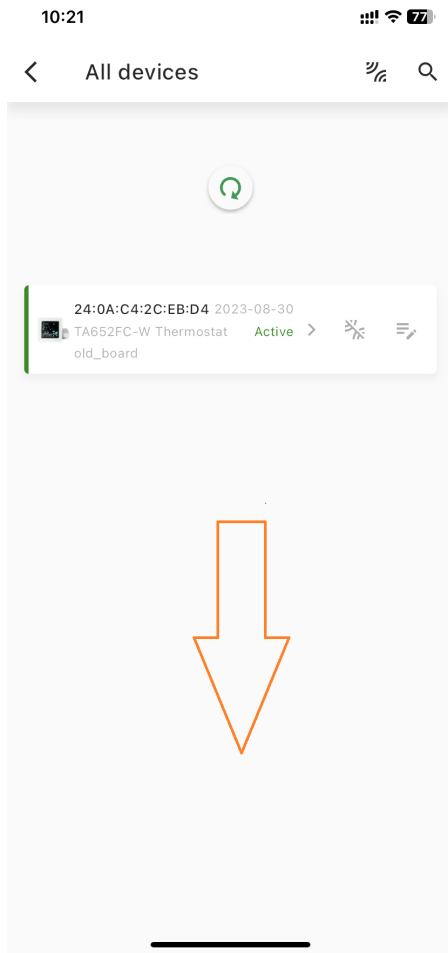 10:21
77
All devices
24:0A:C4:2C:EB:D4 2023-08-30
TA652FC-W Thermostat Active
old_board